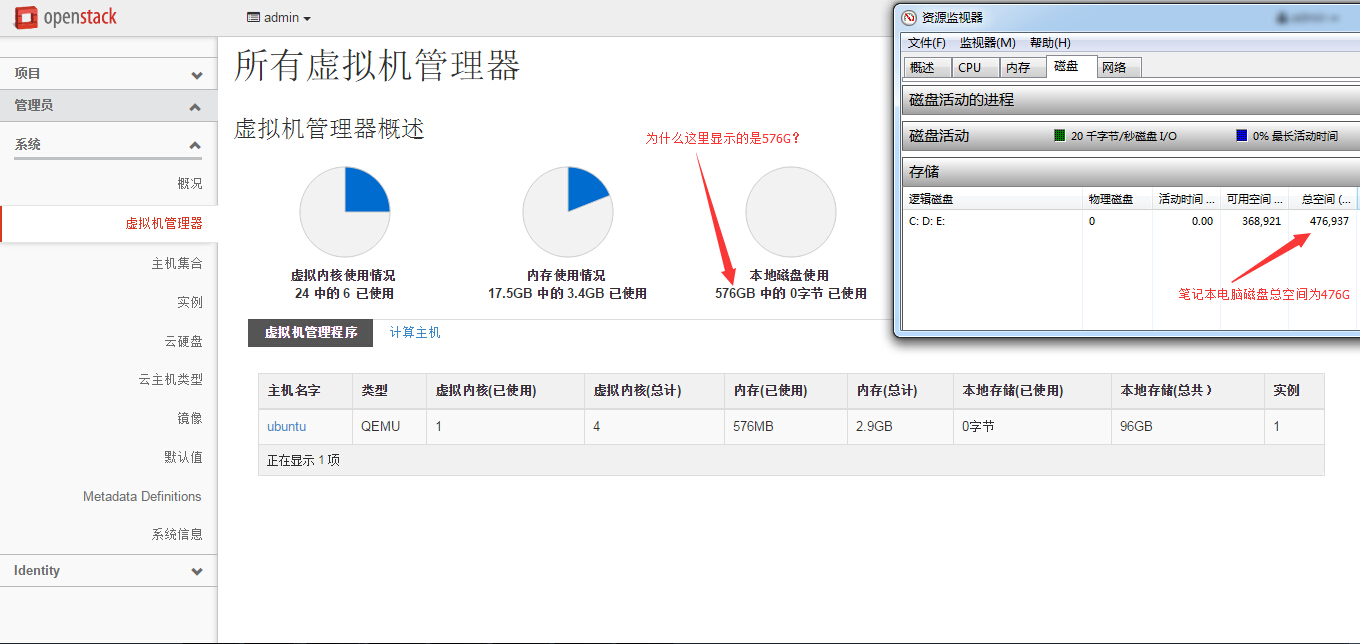 openstack
admin
项目
管理员
系统
概况
虚拟机管理器
主机集合
实例
云硬盘
云主机类型
镜像
默认值
Metadata Definitions
系统信息
Identity
所有虚拟机管理器
虚拟机管理器概述
为什么这里显示的是576G?
虚拟内核使用情况
24 中的 6 已使用
内存使用情况
17.5GB 中的 3.4GB 已使用
本地磁盘使用
576GB 中的 0字节 已使用
虚拟机管理程序 计算主机
主机名字 类型 虚拟内核(已使用) 虚拟内核(总计) 内存(已使用) 内存(总计) 本地存储(已使用) 本地存储(总共 ) 实例
ubuntu QEMU 1 4 576MB 2.9GB 0字节 96GB 1
正在显示 1 项
资源监视器
文件(F) 监视器(M) 帮助(H)
概述 CPU 内存 磁盘 网络
磁盘活动的进程
磁盘活动 20 千字节/秒磁盘 I/O 0% 最长活动时间
存储
逻辑磁盘 物理磁盘 活动时间 ... 可用空间 ... 总空间 (...
C: D: E: 0 0.00 368,921 476,937
笔记本电脑磁盘总空间为476G